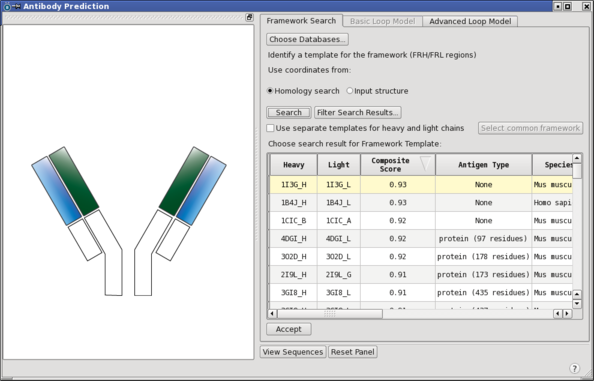 Antibody Prediction
Framework Search Basic Loop Model Advanced Loop Model
Choose Databases...
Identify a template for the framework (FRH/FRL regions)
Use coordinates from:
Homology search Input structure
Search Filter Search Results...
Use separate templates for heavy and light chains Select common framework
Choose search result for Framework Template:
Heavy Light Composite Score Antigen Type Species
1I3G_H 1I3G_L 0.93 None Mus muscu
1B4J_H 1B4J_L 0.93 None Homo sapi
1CIC_B 1CIC_A 0.92 None Mus muscu
4DGI_H 4DGI_L 0.92 protein (97 residues) Mus muscu
3O2D_H 3O2D_L 0.92 protein (178 residues) Mus muscu
2I9L_H 2I9L_G 0.91 protein (173 residues) Mus muscu
3GI8_H 3GI8_L 0.91 protein (435 residues) Mus muscu
Accept
View Sequences Reset Panel
?